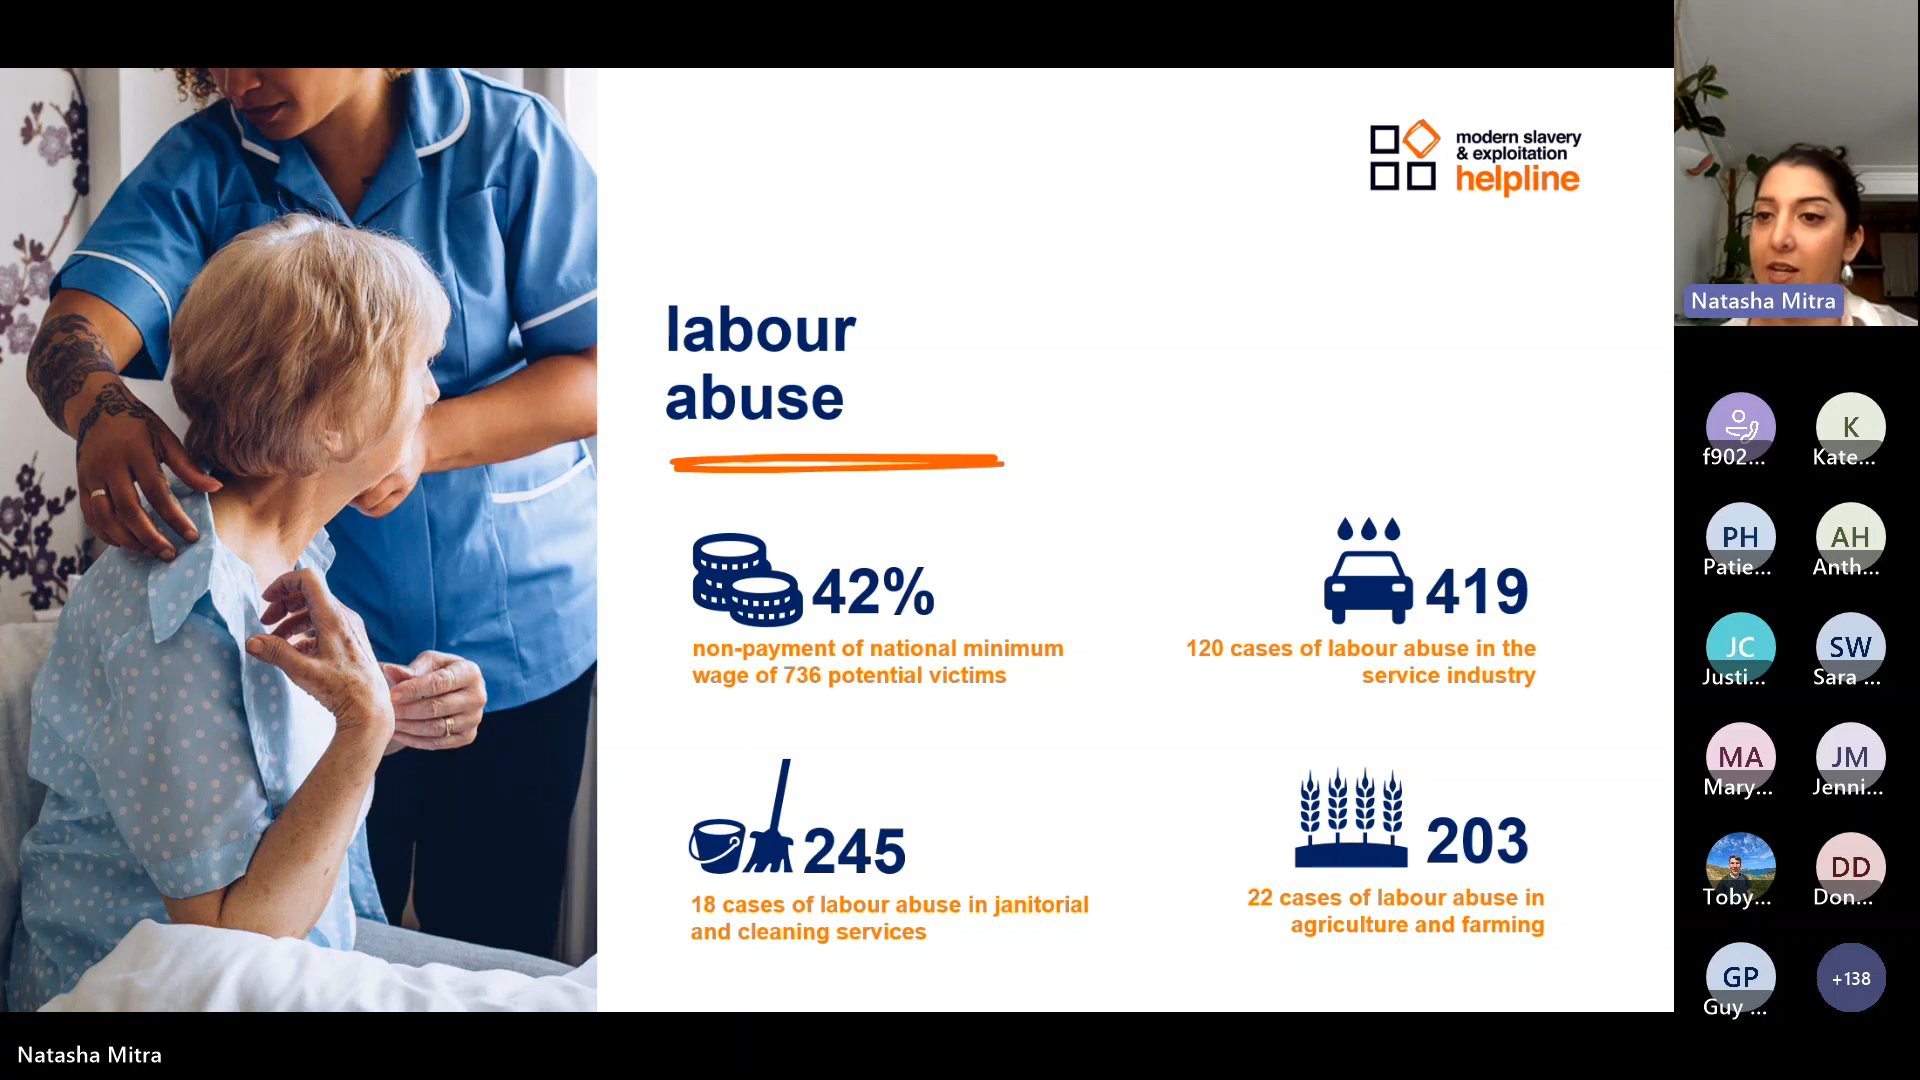 modern slavery
& exploitation
helpline
labour
abuse
42%
non-payment of national minimum
wage of 736 potential victims
419
120 cases of labour abuse in the
service industry
245
18 cases of labour abuse in janitorial
and cleaning services
203
22 cases of labour abuse in
agriculture and farming
Natasha Mitra
f902...
K
Kate...
PH
Patie...
AH
Anth...
JC
Justi...
SW
Sara ...
MA
Mary...
JM
Jenni...
Toby...
DD
Don...
GP
Guy ...
+138
Natasha Mitra